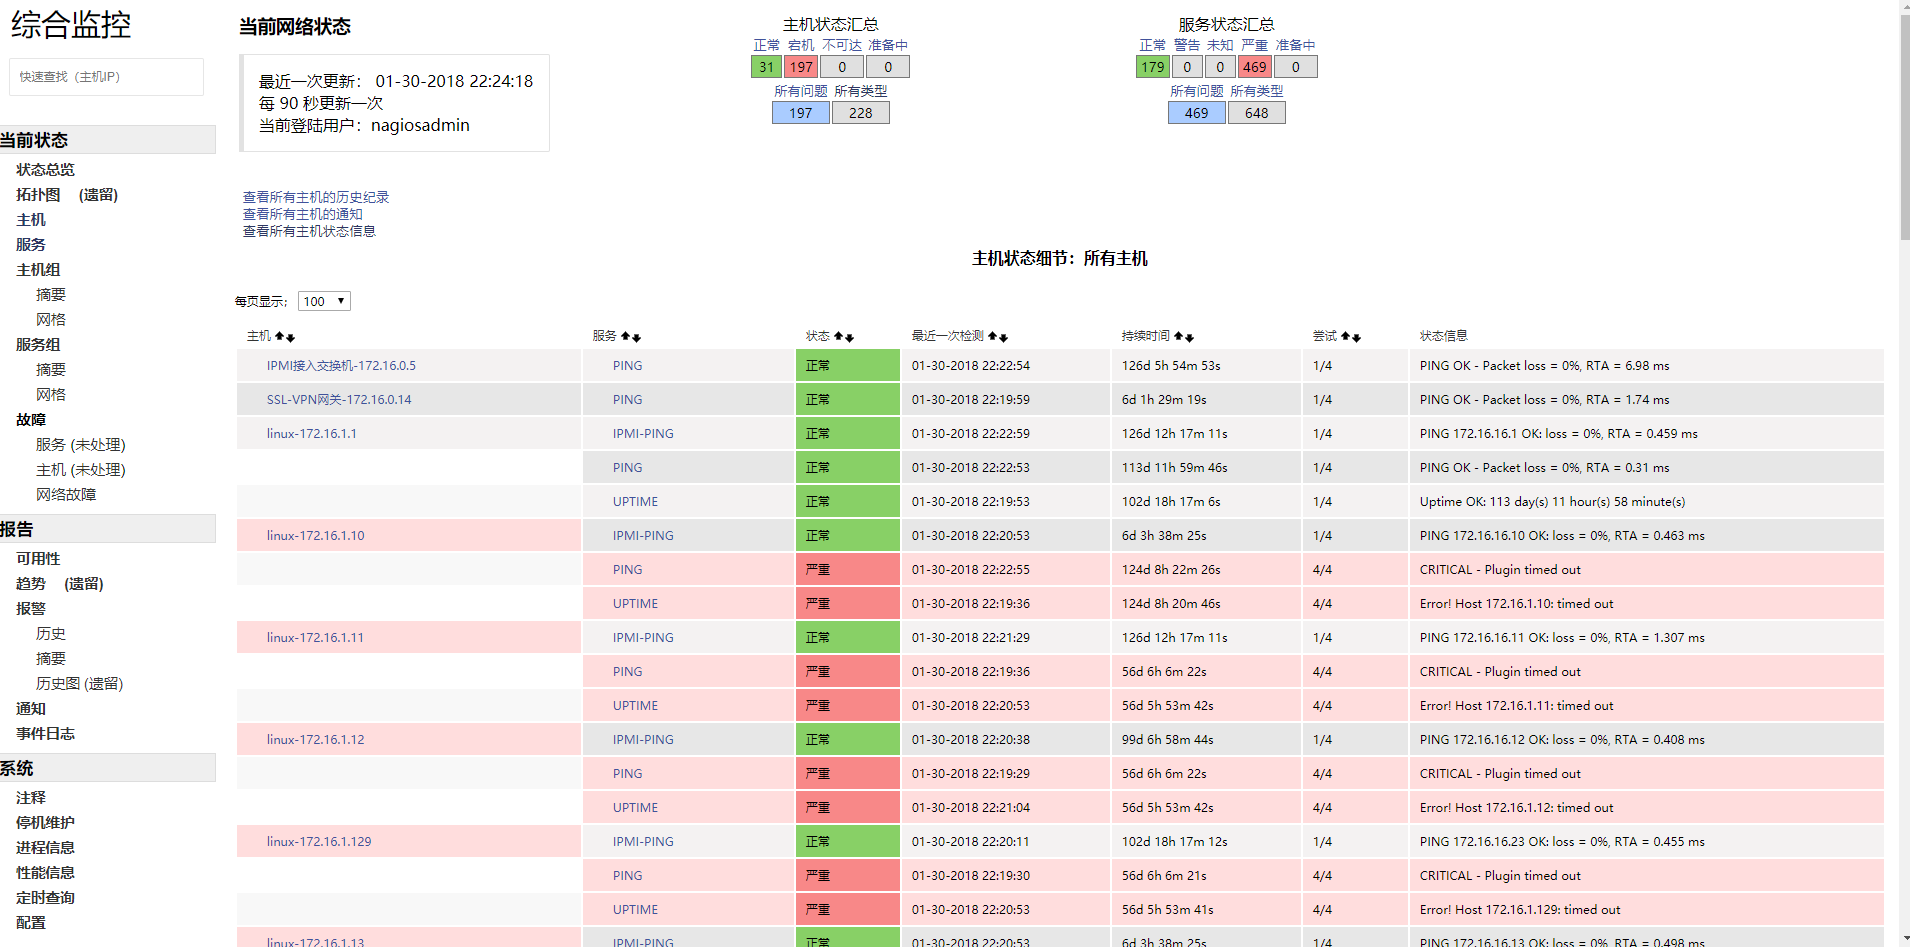 综合监控
快速查找（主机IP）
当前状态
状态总览
拓扑图 (遗留)
主机
服务
主机组
摘要
网格
服务组
摘要
网格
故障
服务 (未处理)
主机 (未处理)
网络故障
报告
可用性
趋势 (遗留)
报警
历史
摘要
历史图 (遗留)
通知
事件日志
系统
注释
停机维护
进程信息
性能信息
定时查询
配置
当前网络状态
最近一次更新： 01-30-2018 22:24:18
每 90 秒更新一次
当前登陆用户：nagiosadmin
查看所有主机的历史纪录
查看所有主机的通知
查看所有主机状态信息
主机状态汇总
正常 宕机 不可达 准备中
31 197 0 0
所有问题 所有类型
197 228
服务状态汇总
正常 警告 未知 严重 准备中
179 0 0 469 0
所有问题 所有类型
469 648
主机状态细节：所有主机
每页显示； 100
主机 服务 状态 最近一次检测 持续时间 尝试 状态信息
IPMI接入交换机-172.16.0.5 PING 正常 01-30-2018 22:22:54 126d 5h 54m 53s 1/4 PING OK - Packet loss = 0%, RTA = 6.98 ms
SSL-VPN网关-172.16.0.14 PING 正常 01-30-2018 22:19:59 6d 1h 29m 19s 1/4 PING OK - Packet loss = 0%, RTA = 1.74 ms
linux-172.16.1.1 IPMI-PING 正常 01-30-2018 22:22:59 126d 12h 17m 11s 1/4 PING 172.16.16.1 OK: loss = 0%, RTA = 0.459 ms
PING 正常 01-30-2018 22:22:53 113d 11h 59m 46s 1/4 PING OK - Packet loss = 0%, RTA = 0.31 ms
UPTIME 正常 01-30-2018 22:19:53 102d 18h 17m 6s 1/4 Uptime OK: 113 day(s) 11 hour(s) 58 minute(s)
linux-172.16.1.10 IPMI-PING 正常 01-30-2018 22:20:53 6d 3h 38m 25s 1/4 PING 172.16.16.10 OK: loss = 0%, RTA = 0.463 ms
PING 严重 01-30-2018 22:22:55 124d 8h 22m 26s 4/4 CRITICAL - Plugin timed out
UPTIME 严重 01-30-2018 22:19:36 124d 8h 20m 46s 4/4 Error! Host 172.16.1.10: timed out
linux-172.16.1.11 IPMI-PING 正常 01-30-2018 22:21:29 126d 12h 17m 11s 1/4 PING 172.16.16.11 OK: loss = 0%, RTA = 1.307 ms
PING 严重 01-30-2018 22:19:36 56d 6h 6m 22s 4/4 CRITICAL - Plugin timed out
UPTIME 严重 01-30-2018 22:20:53 56d 5h 53m 42s 4/4 Error! Host 172.16.1.11: timed out
linux-172.16.1.12 IPMI-PING 正常 01-30-2018 22:20:38 99d 6h 58m 44s 1/4 PING 172.16.16.12 OK: loss = 0%, RTA = 0.408 ms
PING 严重 01-30-2018 22:19:29 56d 6h 6m 22s 4/4 CRITICAL - Plugin timed out
UPTIME 严重 01-30-2018 22:21:04 56d 5h 53m 42s 4/4 Error! Host 172.16.1.12: timed out
linux-172.16.1.129 IPMI-PING 正常 01-30-2018 22:20:11 102d 18h 17m 12s 1/4 PING 172.16.16.23 OK: loss = 0%, RTA = 0.455 ms
PING 严重 01-30-2018 22:19:30 56d 6h 6m 21s 4/4 CRITICAL - Plugin timed out
UPTIME 严重 01-30-2018 22:20:53 56d 5h 53m 41s 4/4 Error! Host 172.16.1.129: timed out
linux-172.16.1.13 IPMI-PING 正常 01-30-2018 22:20:53 6d 3h 38m 25s 1/4 PING 172.16.16.13 OK: loss = 0%, RTA = 0.498 ms